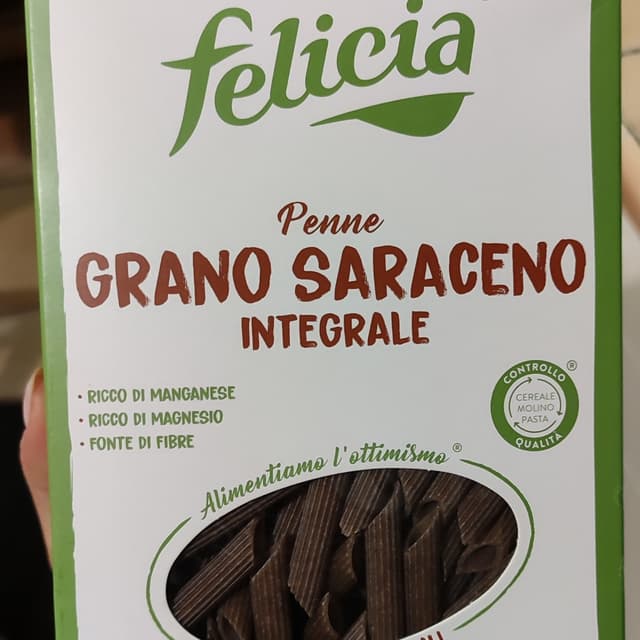 felicia
Penne
GRANO SARACENO
INTEGRALE
• RICCO DI MANGANESE
• RICCO DI MAGNESIO
• FONTE DI FIBRE
CONTROLLO
CEREALE
MOLINO
PASTA
QUALITÀ
®
Alimentiamo l'ottimismo®